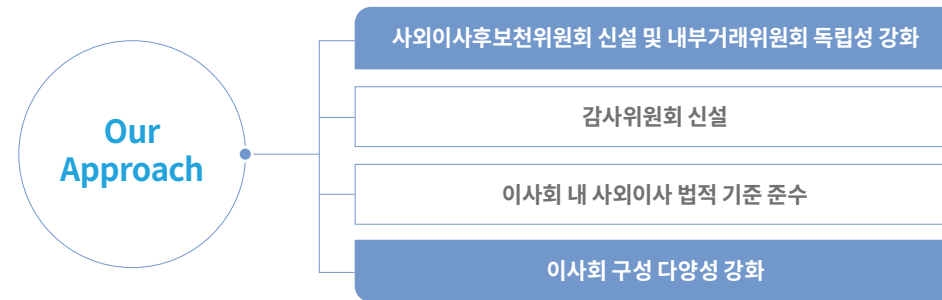 Our
Approach
사외이사후보천위원회 신설 및 내부거래위원회 독립성 강화
감사위원회 신설
이사회 내 사외이사 법적 기준 준수
이사회 구성 다양성 강화